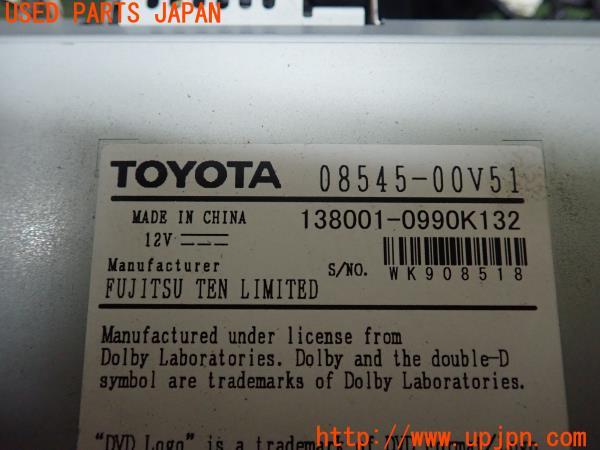 USED PARTS JAPAN
TOYOTA 08545-00V51
MADE IN CHINA 138001-0990K132
12V
Manufacturer S/NO. WK908518
FUJITSU TEN LIMITED
Manufactured under license from
Dolby Laboratories. Dolby and the double-D
symbol are trademarks of Dolby Laboratories.
"DVD Logo" is a trademark of DVD
http://www.upjpn.com